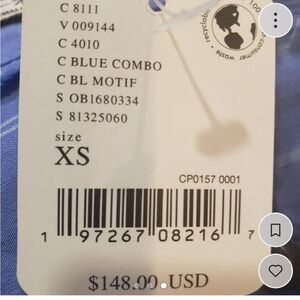 C 8111
V 009144
C 4010
C BLUE COMBO
C BL MOTIF
S OB1680334
S 81325060
size
XS
CP0157 0001
1 97267 08216 7
$148.00 USD